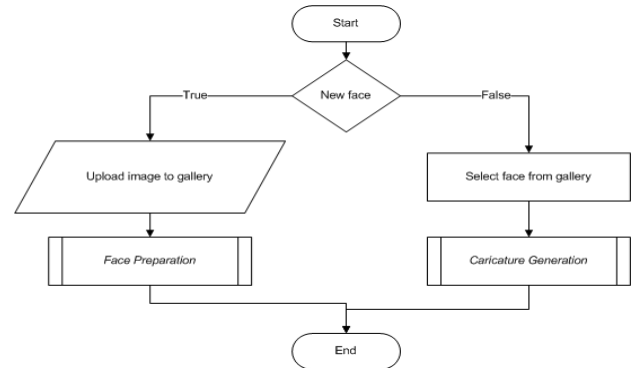 Start
New face
True
False
Upload image to gallery
Select face from gallery
Face Preparation
Caricature Generation
End